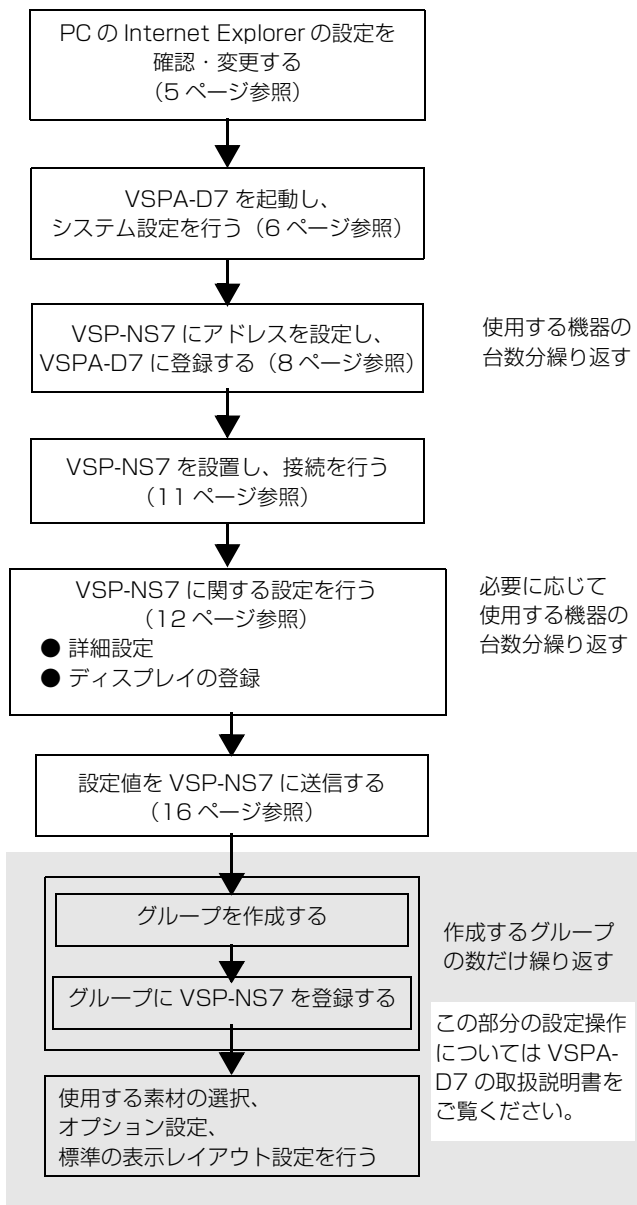 PC の Internet Explorer の設定を
確認・変更する
（5 ページ参照）
VSPA-D7 を起動し、
システム設定を行う（6 ページ参照）
VSP-NS7 にアドレスを設定し、
VSPA-D7 に登録する（8 ページ参照）
使用する機器の
台数分繰り返す
VSP-NS7 を設置し、接続を行う
（11 ページ参照）
VSP-NS7 に関する設定を行う
（12 ページ参照）
● 詳細設定
● ディスプレイの登録
必要に応じて
使用する機器の
台数分繰り返す
設定値を VSP-NS7 に送信する
（16 ページ参照）
グループを作成する
グループに VSP-NS7 を登録する
作成するグループ
の数だけ繰り返す
この部分の設定操作
については VSPA-
D7 の取扱説明書を
ご覧ください。
使用する素材の選択、
オプション設定、
標準の表示レイアウト設定を行う